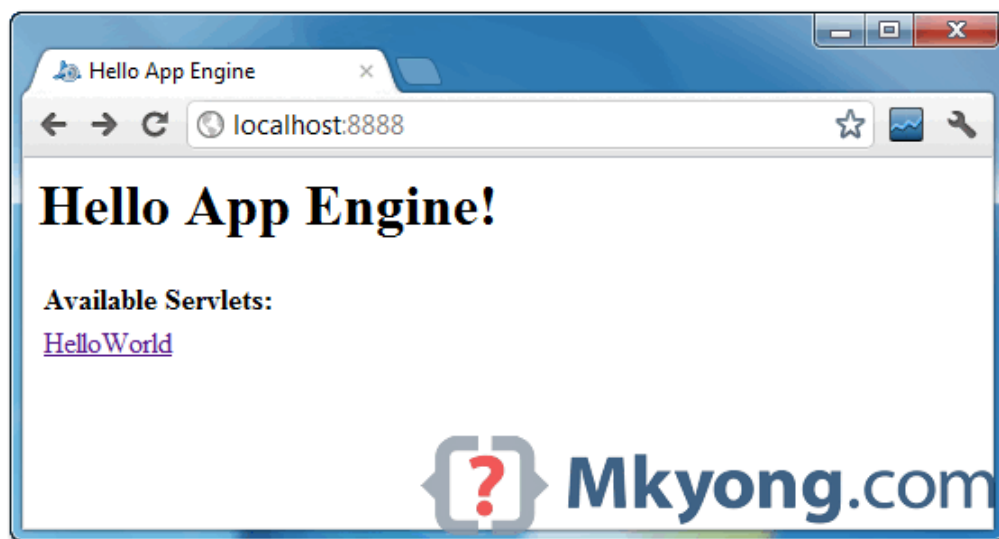 Hello App Engine
localhost:8888
Hello App Engine!
Available Servlets:
HelloWorld
Mkyong.com